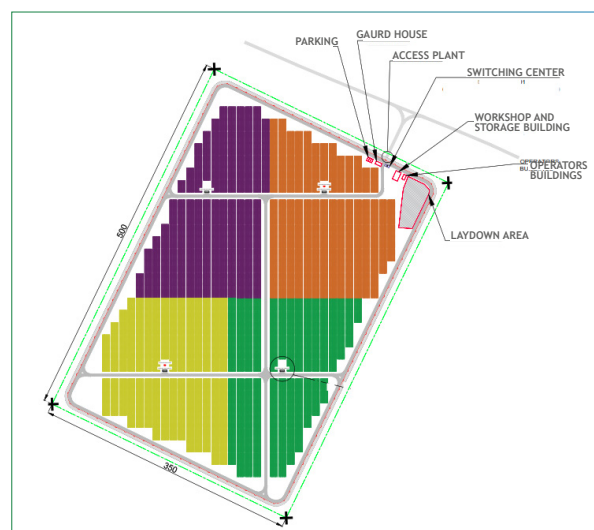 GAURD HOUSE
PARKING
ACCESS PLANT
SWITCHING CENTER
WORKSHOP AND
STORAGE BUILDING
OPERATORS
BUILDINGS
LAYDOWN AREA
500
350